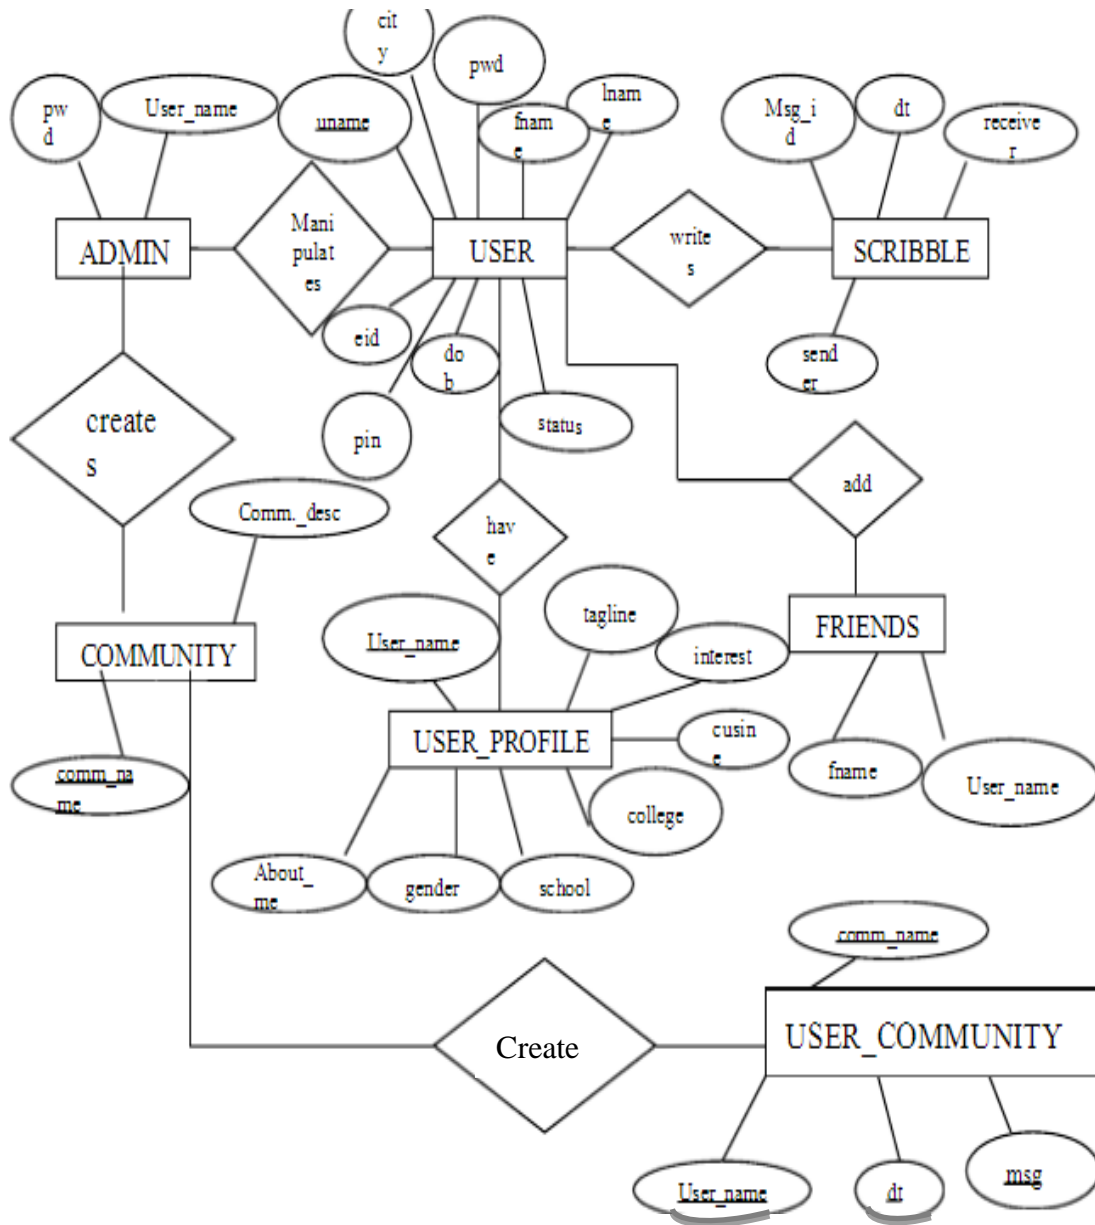 cit
y
pwd
lname
e
pw
d
User_name
uname
fname
e
Msg_i
d
dt
receive
r
ADMIN
Mani
pulat
es
USER
write
s
SCRIBBLE
eid
do
b
send
er
pin
status
create
s
add
Comm._desc
hav
e
tagline
FRIENDS
User_name
interest
COMMUNITY
USER_PROFILE
cusin
e
comm_na
me
fname
User_name
college
About_
me
gender
school
comm_name
Create
USER_COMMUNITY
User_name
dt
msg